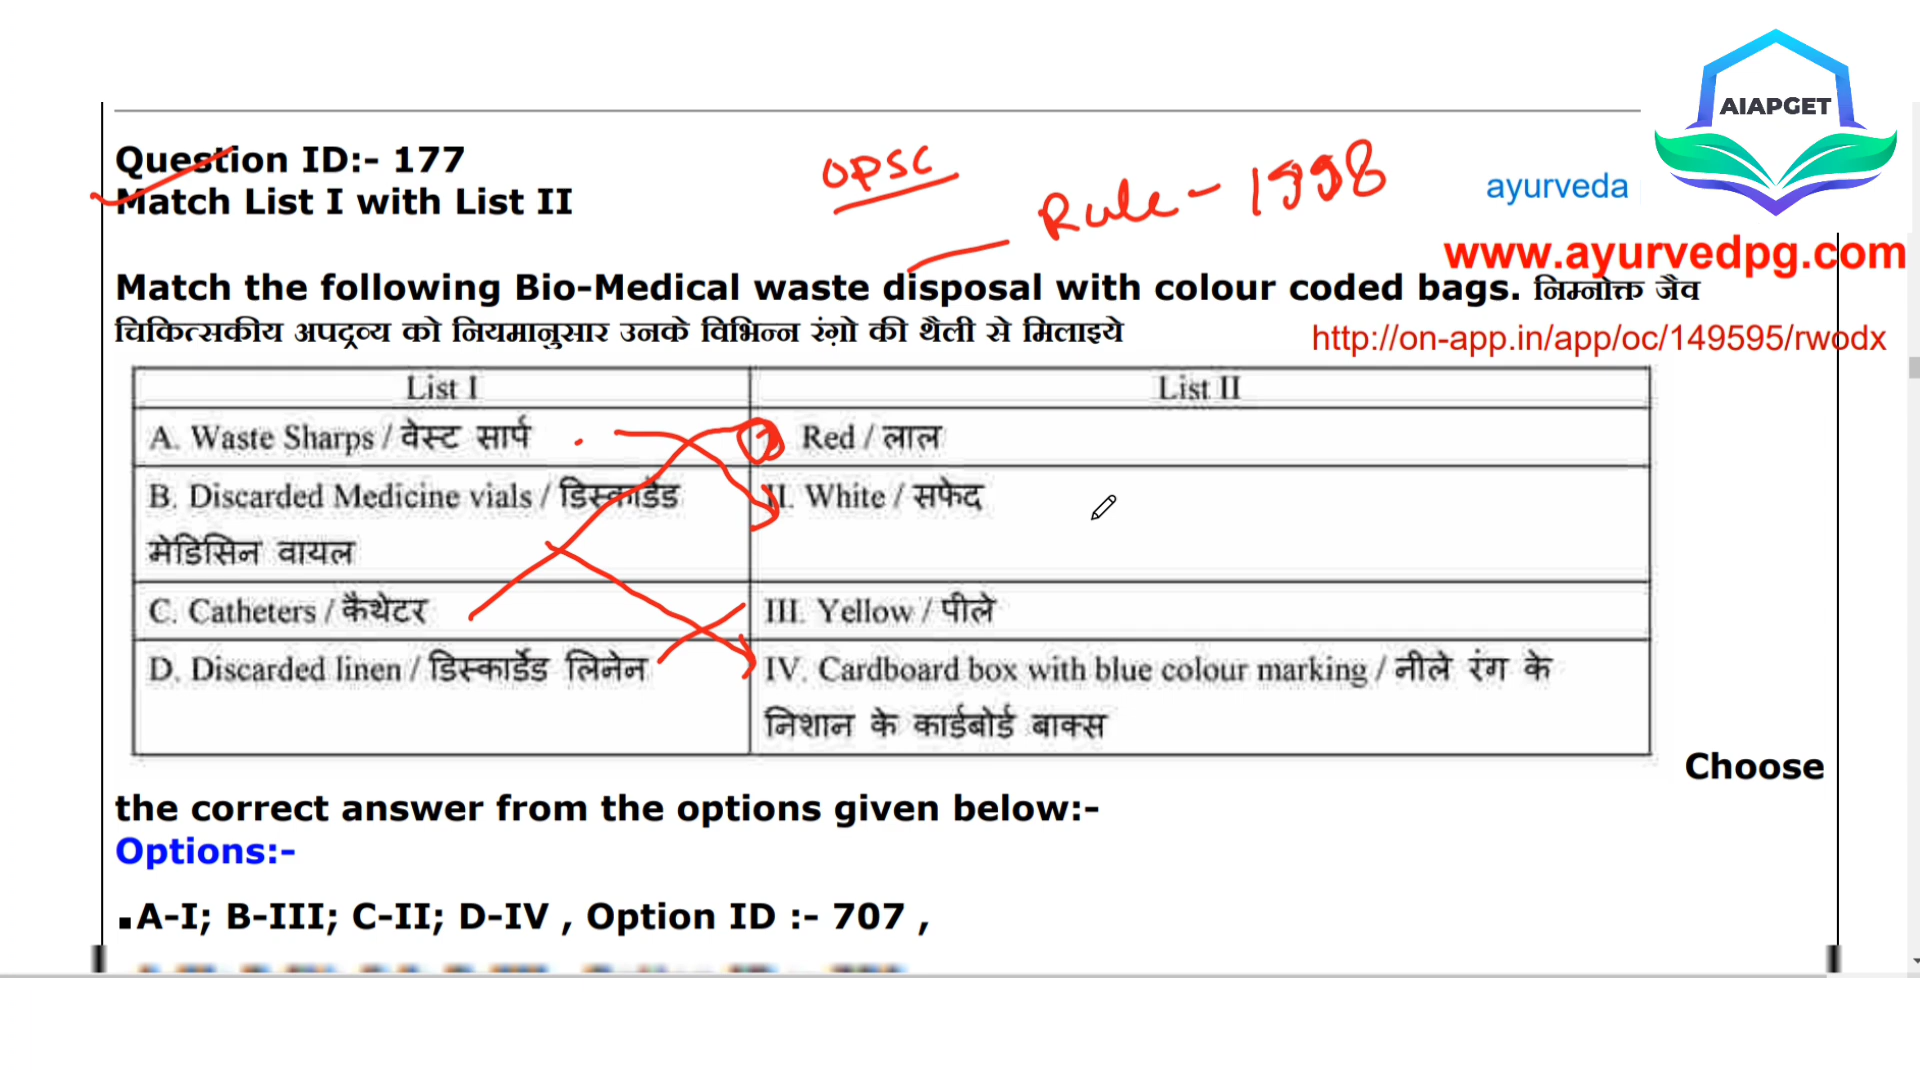 AIAPGET
Question ID:- 177
OPSC
Rule - 1998
ayurveda
Match List I with List II
www.ayurvedpg.com
Match the following Bio-Medical waste disposal with colour coded bags. निम्नोक्त जैव
चिकित्सकीय अपद्रव्य को नियमानुसार उनके विभिन्न रंग़ो की थैली से मिलाइये
http://on-app.in/app/oc/149595/rwodx
List I List II
A. Waste Sharps / वेस्ट सार्प Red / लाल
B. Discarded Medicine vials / डिस्कार्डेड II. White / सफेद
मेडिसिन वायल
C. Catheters / कैथेटर III. Yellow / पीले
D. Discarded linen / डिस्कार्डेड लिनेन IV. Cardboard box with blue colour marking / नीले रंग के
निशान के कार्डबोर्ड बाक्स
Choose
the correct answer from the options given below:-
Options:-
▪A-I; B-III; C-II; D-IV , Option ID :- 707 ,